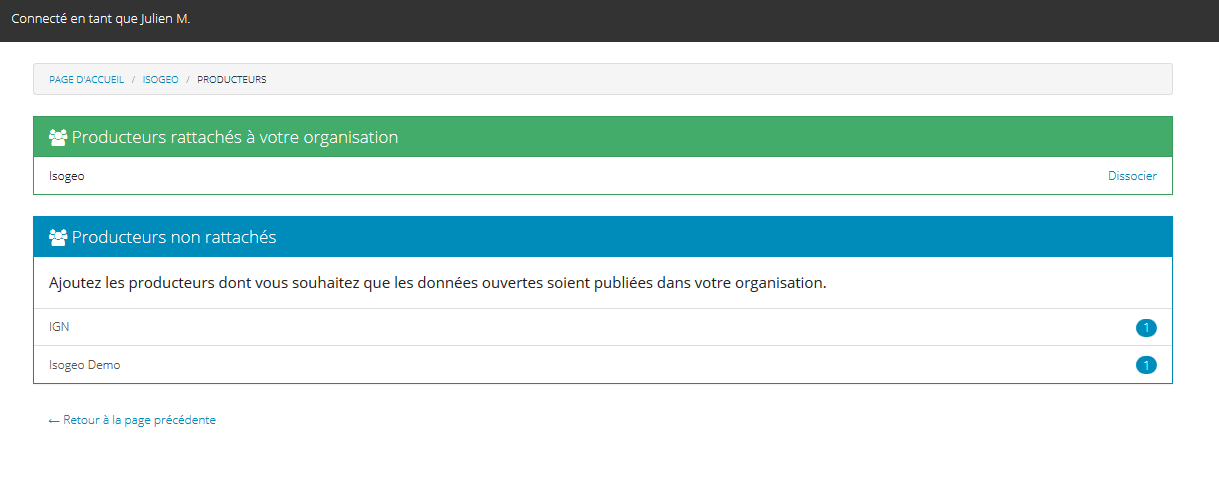 Connecté en tant que Julien M.
PAGE D'ACCUEIL / ISOGEO / PRODUCTEURS
Producteurs rattachés à votre organisation
Isogeo Dissocier
Producteurs non rattachés
Ajoutez les producteurs dont vous souhaitez que les données ouvertes soient publiées dans votre organisation.
IGN 1
Isogeo Demo 1
← Retour à la page précédente